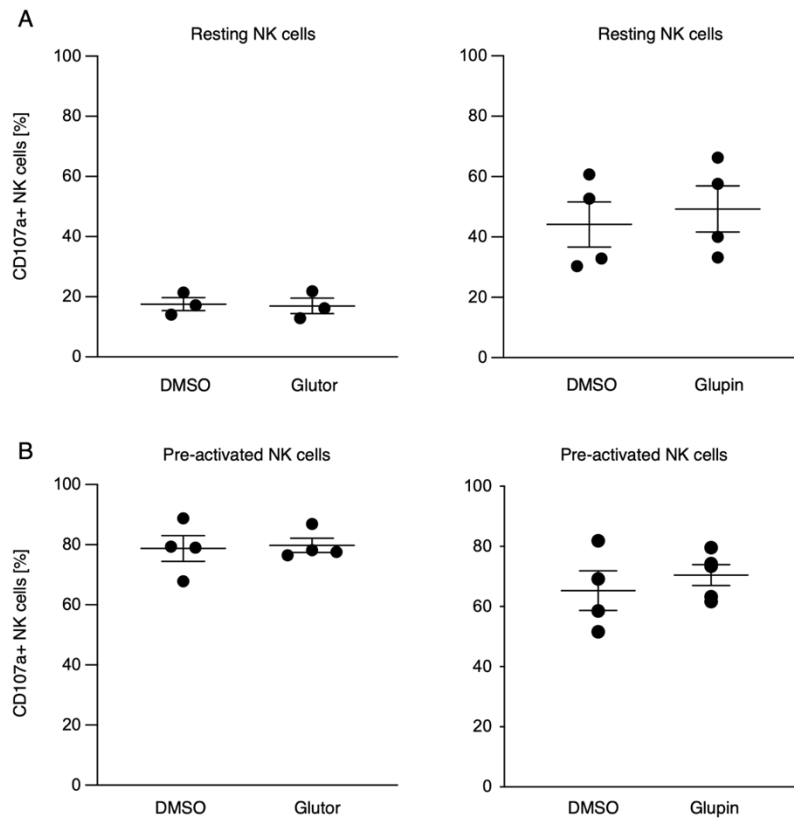 A
Resting NK cells
Resting NK cells
CD107a+ NK cells [%]
100
80
60
40
20
0
DMSO
Glutor
100
80
60
40
20
0
DMSO
Glupin
B
Pre-activated NK cells
Pre-activated NK cells
CD107a+ NK cells [%]
100
80
60
40
20
0
DMSO
Glutor
100
80
60
40
20
0
DMSO
Glupin